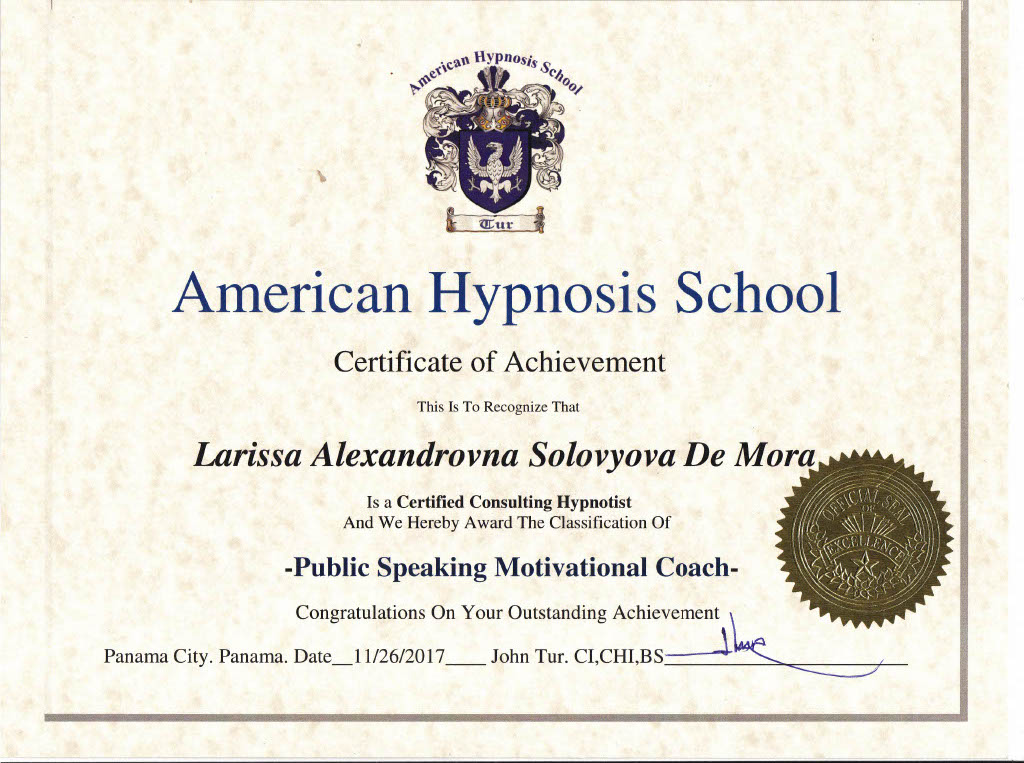 American Hypnosis School
Tur
American Hypnosis School
Certificate of Achievement
This Is To Recognize That
Larissa Alexandrovna Solovyova De Mora
Is a Certified Consulting Hypnotist
And We Hereby Award The Classification Of
-Public Speaking Motivational Coach-
OFFICIAL SEAL
OF
EXCELLENCE
Congratulations On Your Outstanding Achievement
Panama City. Panama. Date__11/26/2017____ John Tur. CI,CHI,BS